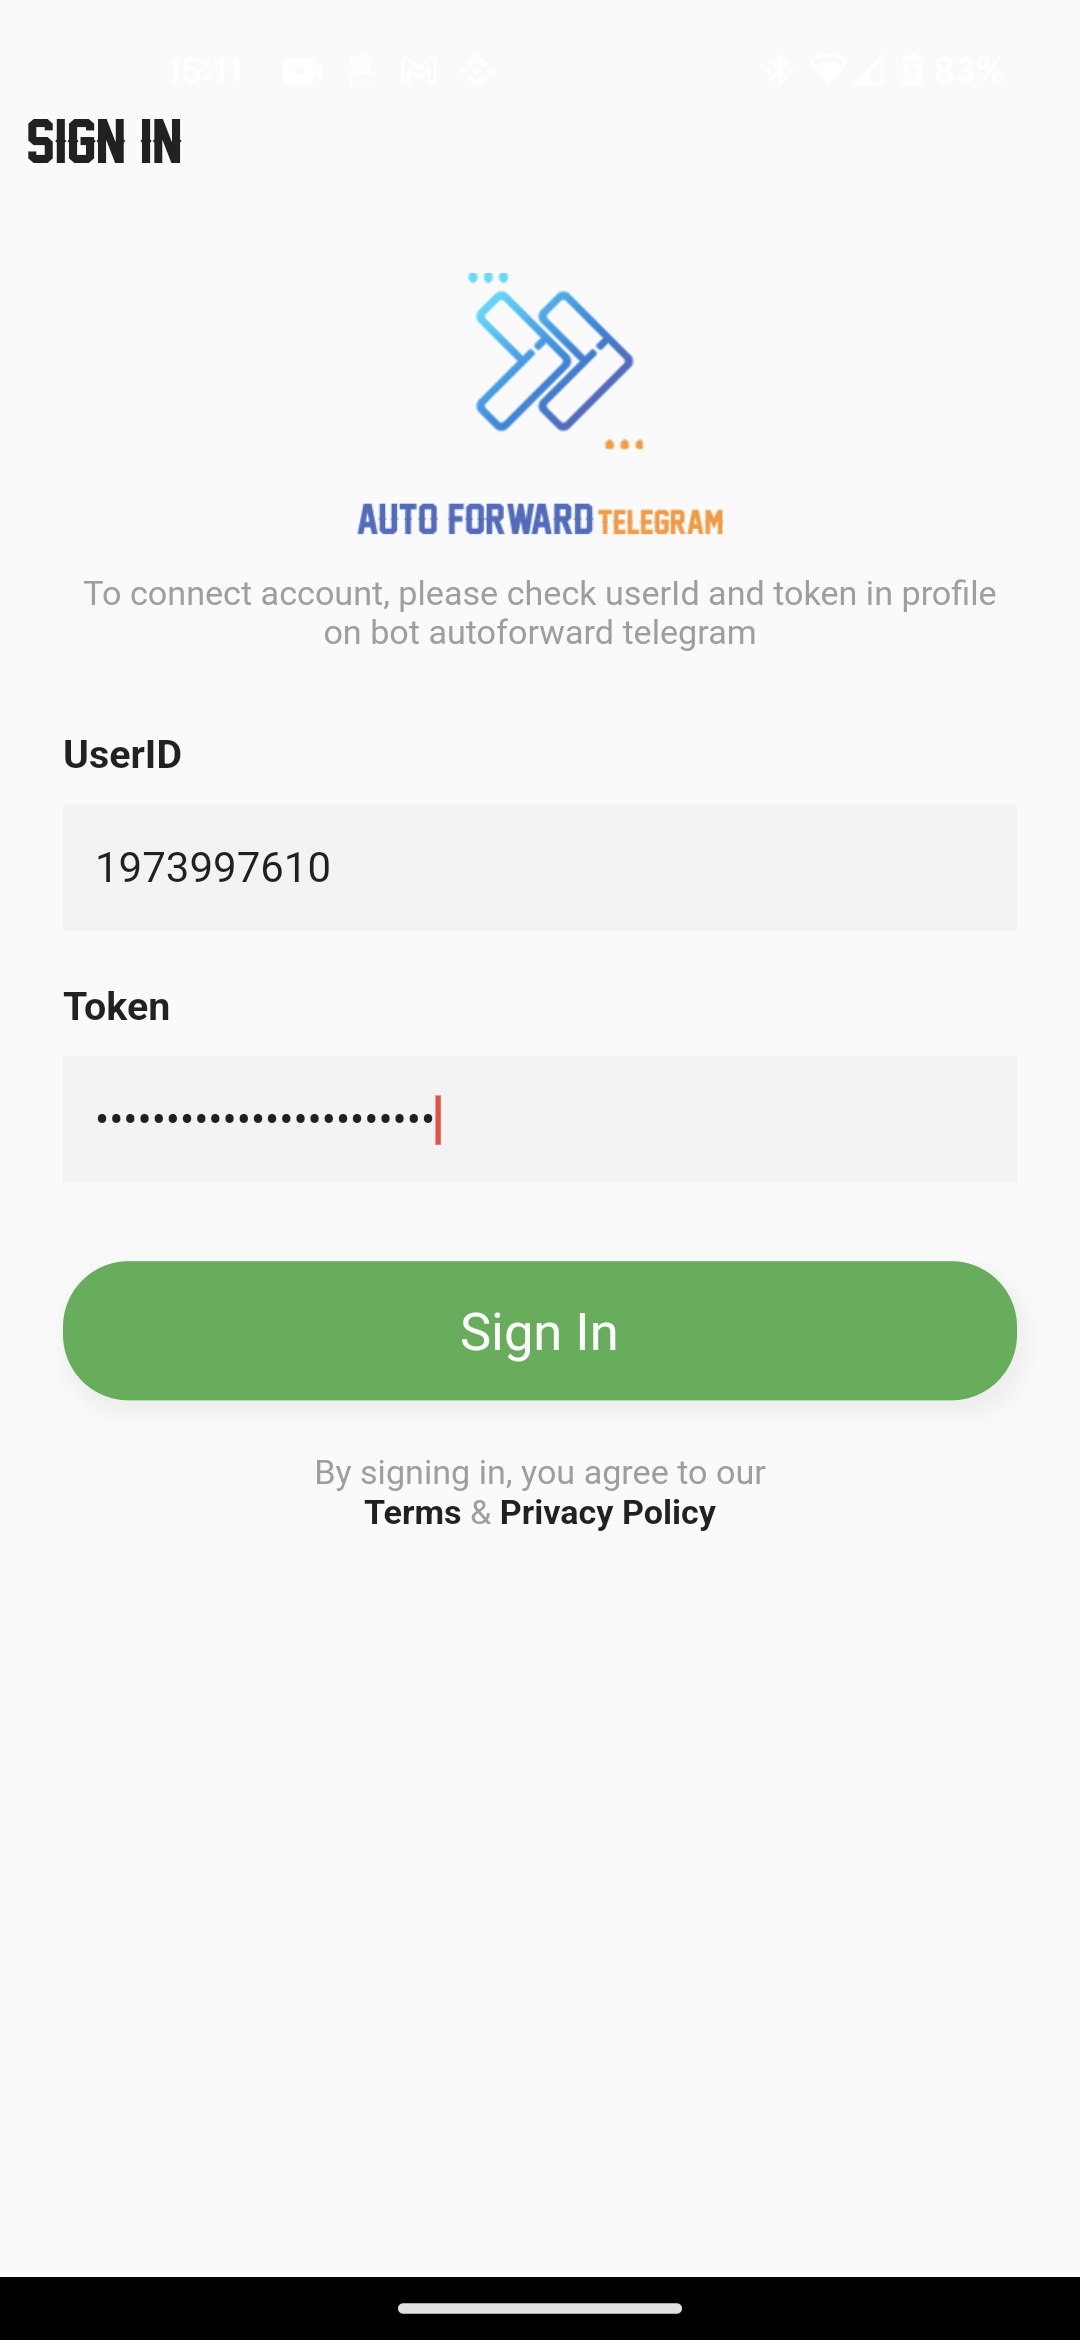 15:11 83%
SIGN IN
AUTO FORWARD TELEGRAM
To connect account, please check userId and token in profile
on bot autoforward telegram
UserID
1973997610
Token
••••••••••••••••••••••••
Sign In
By signing in, you agree to our
Terms & Privacy Policy